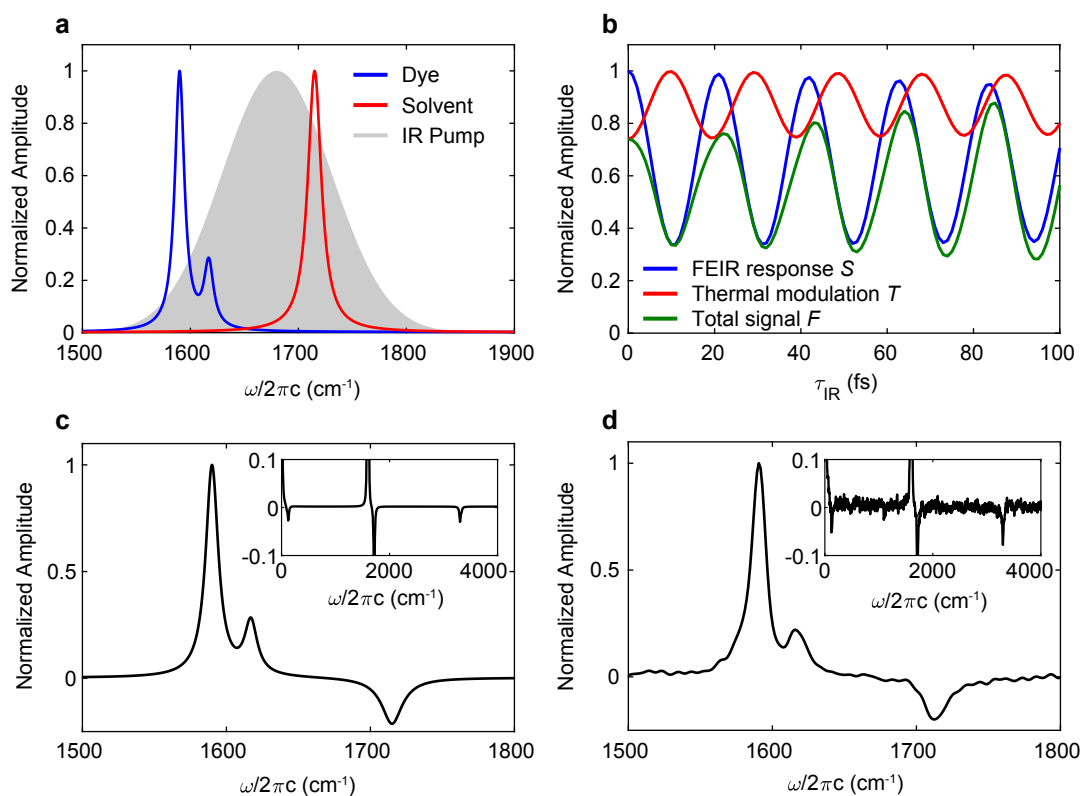 a
Normalized Amplitude
1
0.8
0.6
0.4
0.2
0
1500
1600
1700
1800
1900
ω/2πc (cm⁻¹)
Dye
Solvent
IR Pump
b
Normalized Amplitude
1
0.8
0.6
0.4
0.2
0
0
20
40
60
80
100
τIR (fs)
FEIR response S
Thermal modulation T
Total signal F
c
Normalized Amplitude
1
0.5
0
1500
1600
1700
1800
ω/2πc (cm⁻¹)
0.1
0
-0.1
0
2000
4000
ω/2πc (cm⁻¹)
d
Normalized Amplitude
1
0.5
0
1500
1600
1700
1800
ω/2πc (cm⁻¹)
0.1
0
-0.1
0
2000
4000
ω/2πc (cm⁻¹)